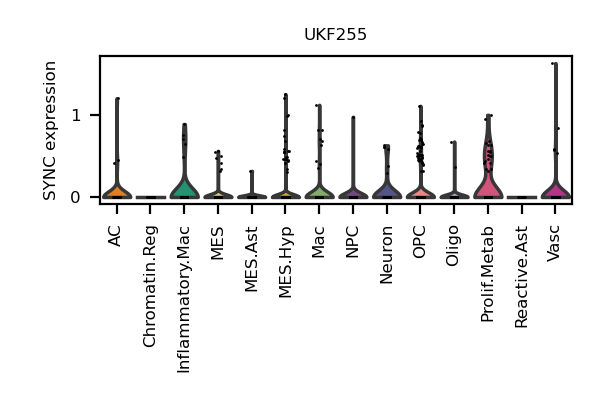 UKF255
SYNC expression
1
0
AC
Chromatin.Reg
Inflammatory.Mac
MES
MES.Ast
MES.Hyp
Mac
NPC
Neuron
OPC
Oligo
Prolif.Metab
Reactive.Ast
Vasc